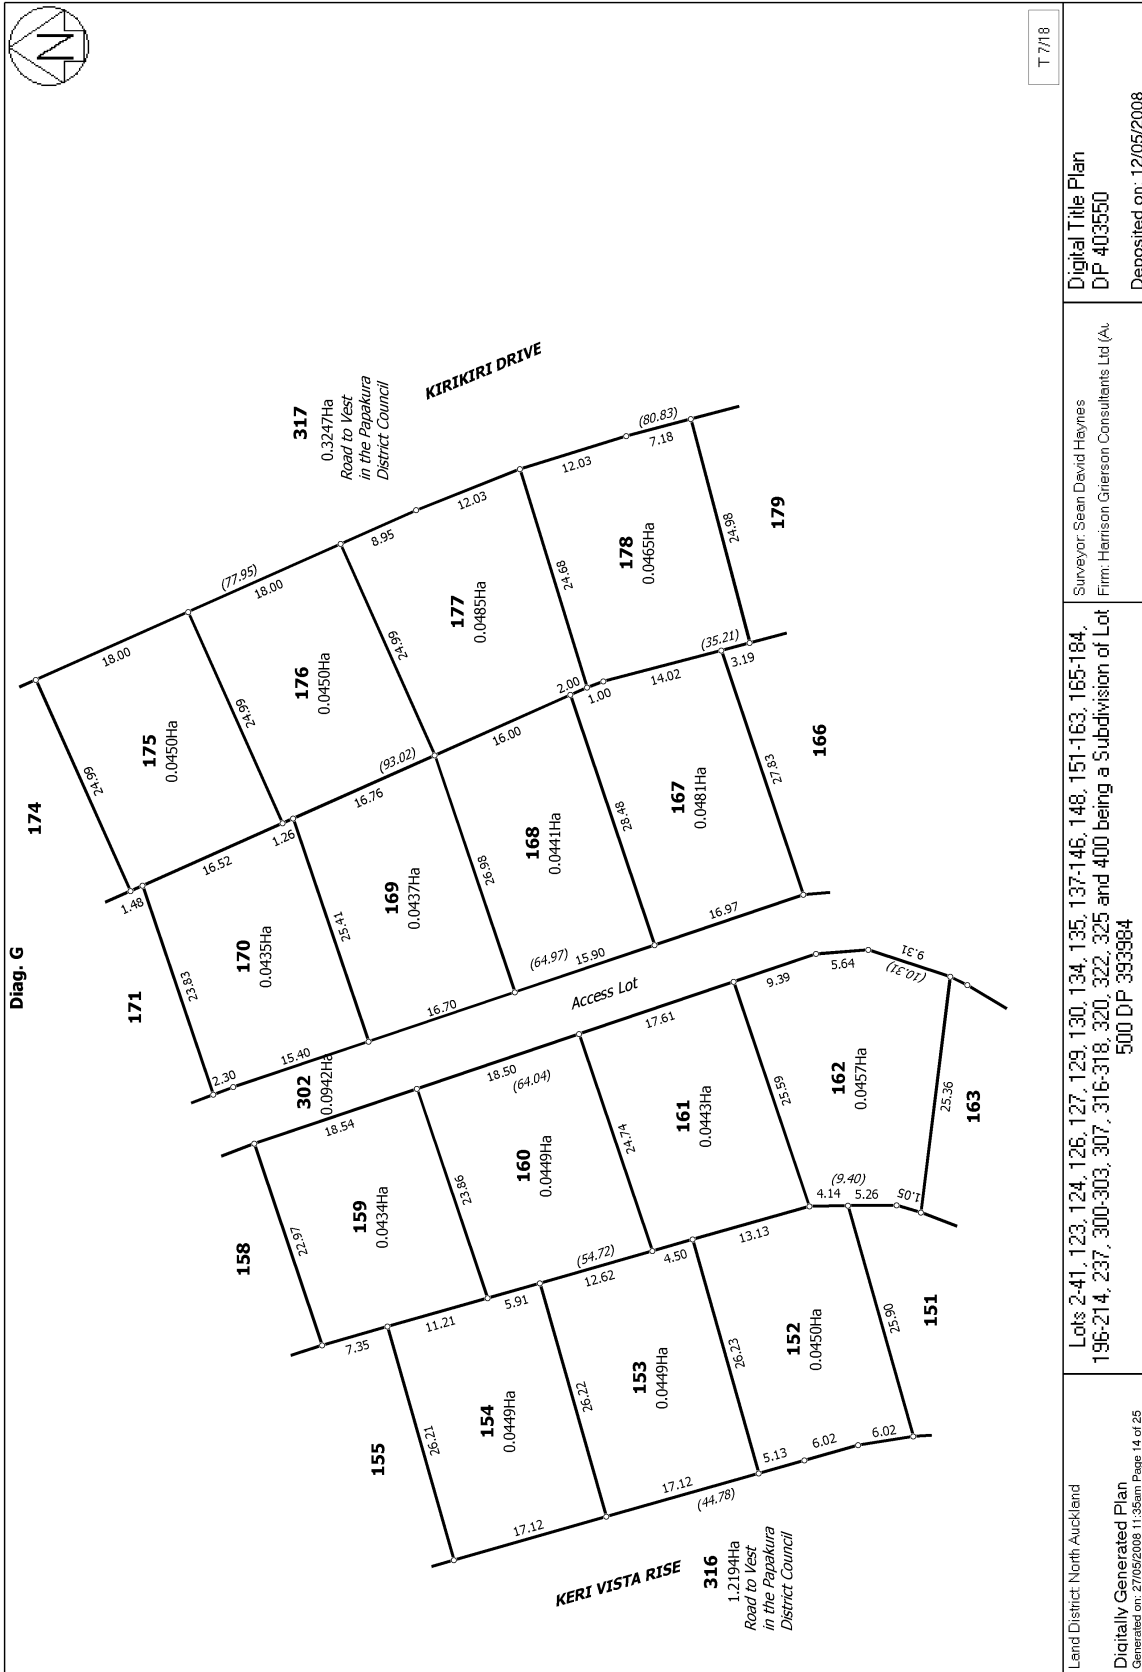 Diag. G
N
T 7/18
174
175
0.0450Ha
24.99
18.00
24.99
171
1.48
16.52
1.26
23.83
170
0.0435Ha
25.41
2.30
15.40
302
0.0942Ha
176
0.0450Ha
18.00
(77.95)
24.99
(93.02)
16.76
169
0.0437Ha
26.98
16.70
(64.97)
317
0.3247Ha
Road to Vest
in the Papakura
District Council
KIRIKIRI DRIVE
177
0.0485Ha
8.95
12.03
24.68
2.00
1.00
16.00
168
0.0441Ha
28.48
15.90
Access Lot
178
0.0465Ha
12.03
7.18
(80.83)
24.98
(35.21)
14.02
3.19
179
167
0.0481Ha
27.83
16.97
166
158
22.97
18.54
159
0.0434Ha
23.86
18.50
(64.04)
7.35
11.21
5.91
160
0.0449Ha
24.74
17.61
(54.72)
12.62
4.50
161
0.0443Ha
25.59
13.13
9.39
5.64
9.31
(10.31)
162
0.0457Ha
(9.40)
4.14
5.26
1.05
25.36
163
155
26.21
154
0.0449Ha
17.12
26.22
153
0.0449Ha
17.12
(44.78)
26.23
152
0.0450Ha
5.13
6.02
6.02
25.90
151
KERI VISTA RISE
316
1.2194Ha
Road to Vest
in the Papakura
District Council
Land District: North Auckland
Digitally Generated Plan
Generated on: 27/05/2008 11:35am Page 14 of 25
Lots 2-41, 123, 124, 126, 127, 129, 130, 134, 135, 137-146, 148, 151-163, 165-184,
196-214, 237, 300-303, 307, 316-318, 320, 322, 325 and 400 being a Subdivision of Lot
500 DP 393984
Surveyor: Sean David Haynes
Firm: Harrison Grierson Consultants Ltd (Au
Digital Title Plan
DP 403550
Deposited on: 12/05/2008